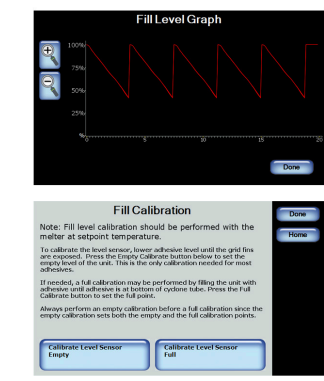 Fill Level Graph
100%
75%
50%
25%
%
0
5
10
15
20
Done
Fill Calibration
Done
Home
Note: Fill level calibration should be performed with the
melter at setpoint temperature.
To calibrate the level sensor, lower adhesive level until the grid fins
are exposed. Press the Empty Calibrate button below to set the
empty level of the unit. This is the only calibration needed for most
adhesives.
If needed, a full calibration may be performed by filling the unit with
adhesive until adhesive is at bottom of cyclone tube. Press the Full
Calibrate button to set the full point.
Always perform an empty calibration before a full calibration since the
empty calibration sets both the empty and the full calibration points.
Calibrate Level Sensor
Empty
Calibrate Level Sensor
Full